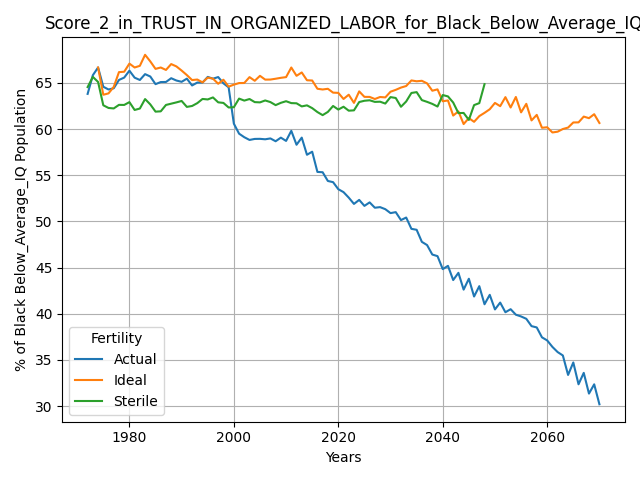 Score_2_in_TRUST_IN_ORGANIZED_LABOR_for_Black_Below_Average_IQ
% of Black Below_Average_IQ Population
65
60
55
50
45
40
35
30
Fertility
Actual
Ideal
Sterile
1980
2000
2020
2040
2060
Years